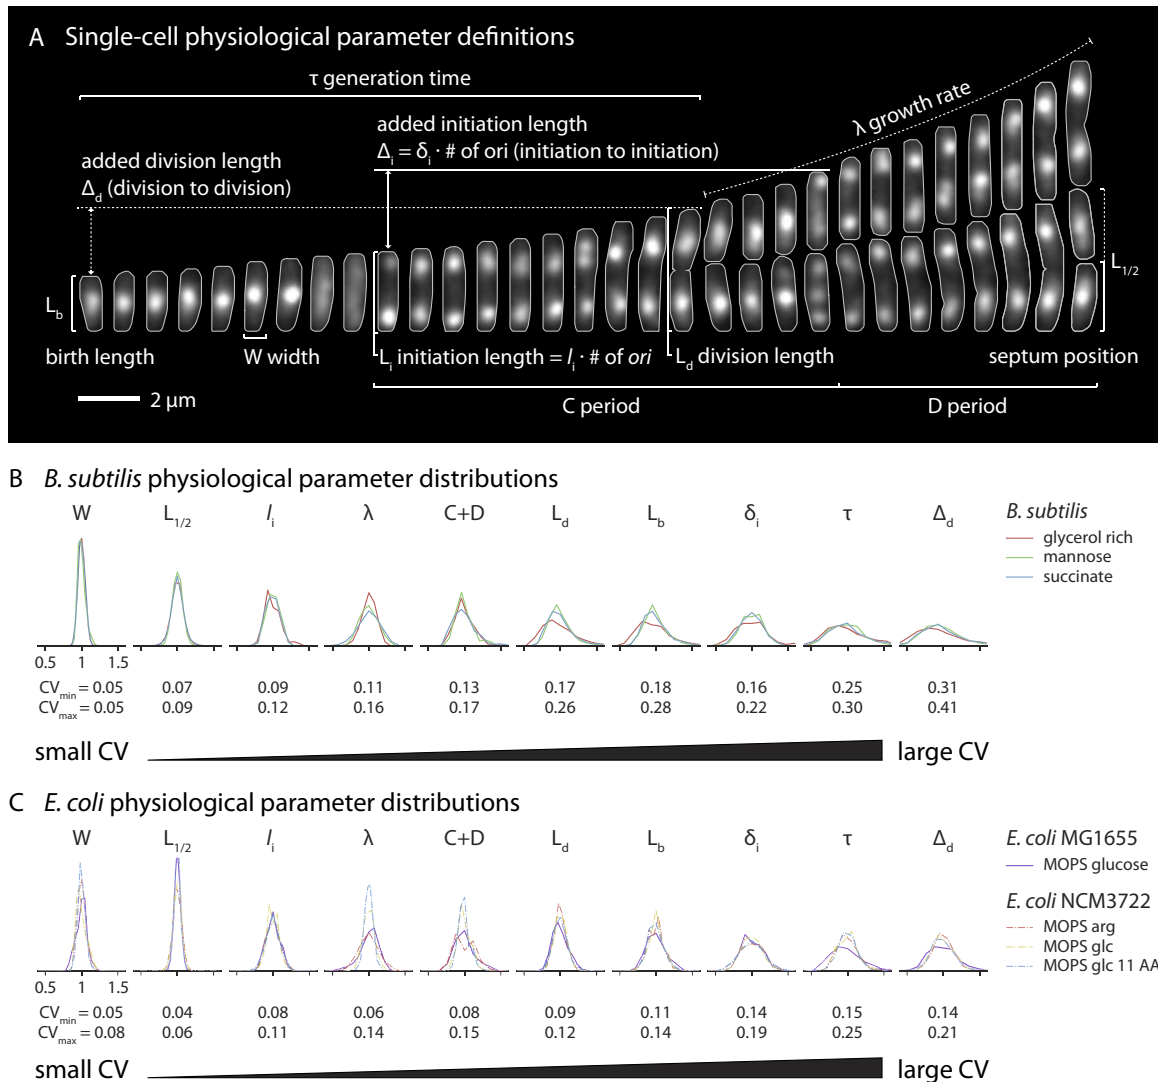 A Single-cell physiological parameter definitions
τ generation time
λ growth rate
added initiation length
Δi = δi · # of ori (initiation to initiation)
added division length
Δd (division to division)
Lb
L1/2
birth length
W width
Li initiation length = li · # of ori
Ld division length
septum position
2 μm
C period
D period
B B. subtilis physiological parameter distributions
W L1/2 li λ C+D Ld Lb δi τ Δd
B. subtilis
glycerol rich
mannose
succinate
0.5 1 1.5
CVmin = 0.05 0.07 0.09 0.11 0.13 0.17 0.18 0.16 0.25 0.31
CVmax = 0.05 0.09 0.12 0.16 0.17 0.26 0.28 0.22 0.30 0.41
small CV large CV
C E. coli physiological parameter distributions
W L1/2 li λ C+D Ld Lb δi τ Δd
E. coli MG1655
MOPS glucose
E. coli NCM3722
MOPS arg
MOPS glc
MOPS glc 11 AA
0.5 1 1.5
CVmin = 0.05 0.04 0.08 0.06 0.08 0.09 0.11 0.14 0.15 0.14
CVmax = 0.08 0.06 0.11 0.14 0.15 0.12 0.14 0.19 0.25 0.21
small CV large CV